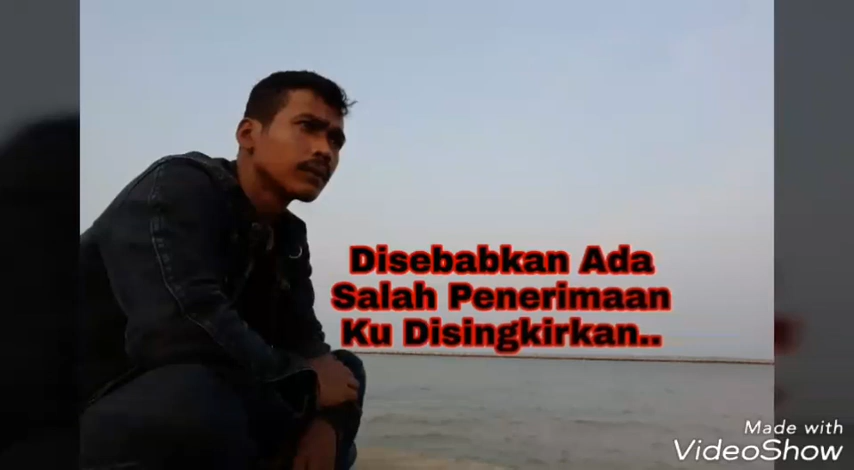 Disebabkan Ada
Salah Penerimaan
Ku Disingkirkan..
Made with
VideoShow